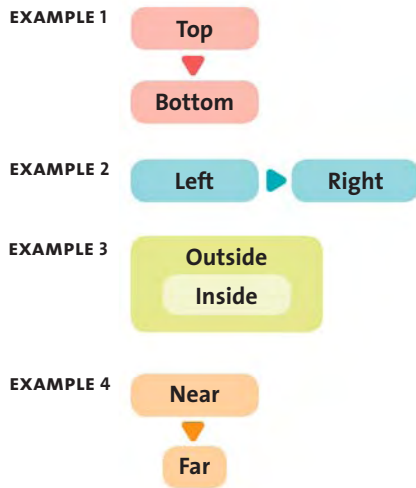 EXAMPLE 1
Top
Bottom
EXAMPLE 2
Left
Right
EXAMPLE 3
Outside
Inside
EXAMPLE 4
Near
Far